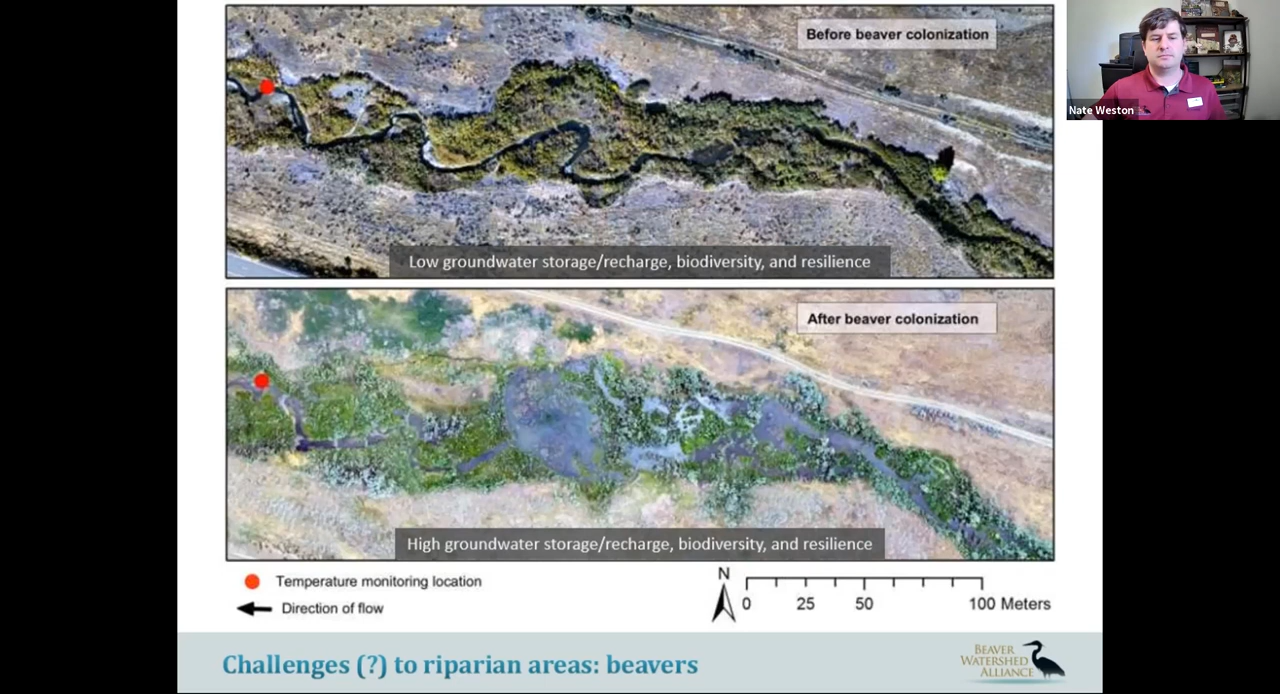 Before beaver colonization
Nate Weston
Low groundwater storage/recharge, biodiversity, and resilience
After beaver colonization
High groundwater storage/recharge, biodiversity, and resilience
Temperature monitoring location
Direction of flow
N
0 25 50 100 Meters
Challenges (?) to riparian areas: beavers
BEAVER
WATERSHED
ALLIANCE